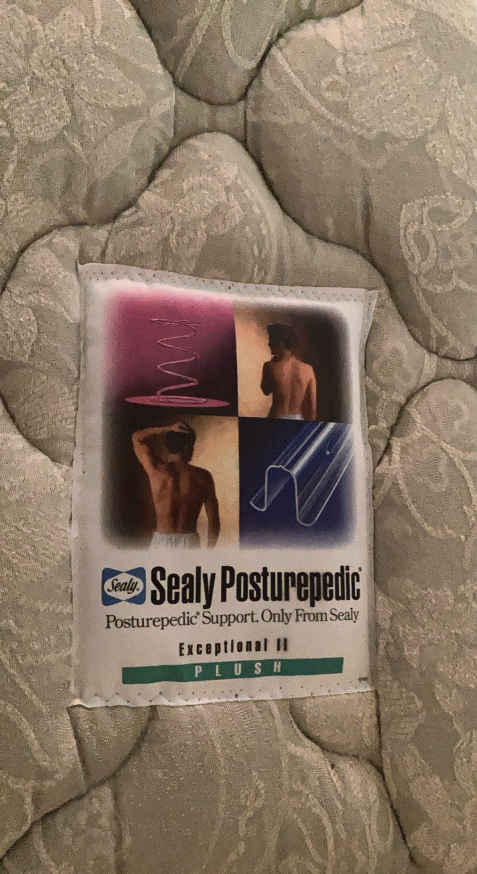 Sealy® Sealy Posturepedic®
Posturepedic® Support. Only From Sealy
Exceptional II
PLUSH